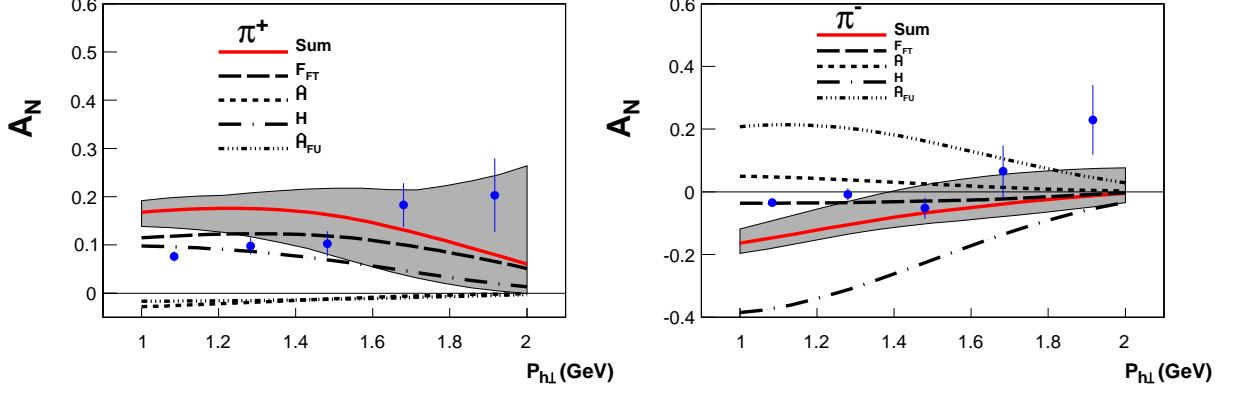 π+
Sum
F_FT
Ĥ
H
Ĥ_FU
A_N
0.6
0.5
0.4
0.3
0.2
0.1
0
1 1.2 1.4 1.6 1.8 2
P_h⊥ (GeV)
π-
Sum
F_FT
Ĥ
H
Ĥ_FU
A_N
0.6
0.4
0.2
0
-0.2
-0.4
1 1.2 1.4 1.6 1.8 2
P_h⊥ (GeV)